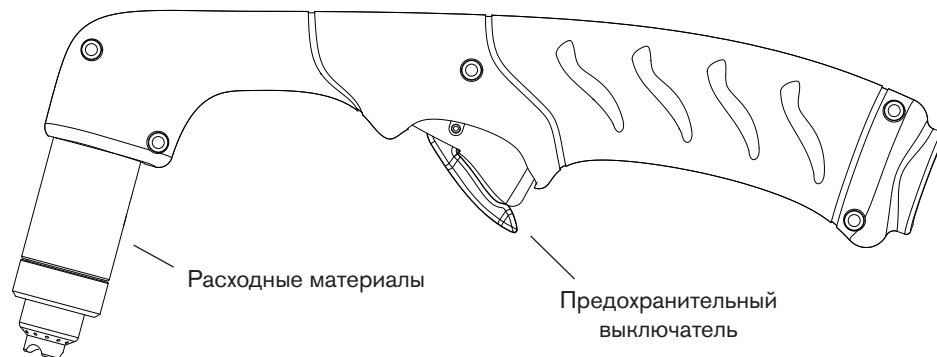 Расходные материалы
Предохранительный
выключатель